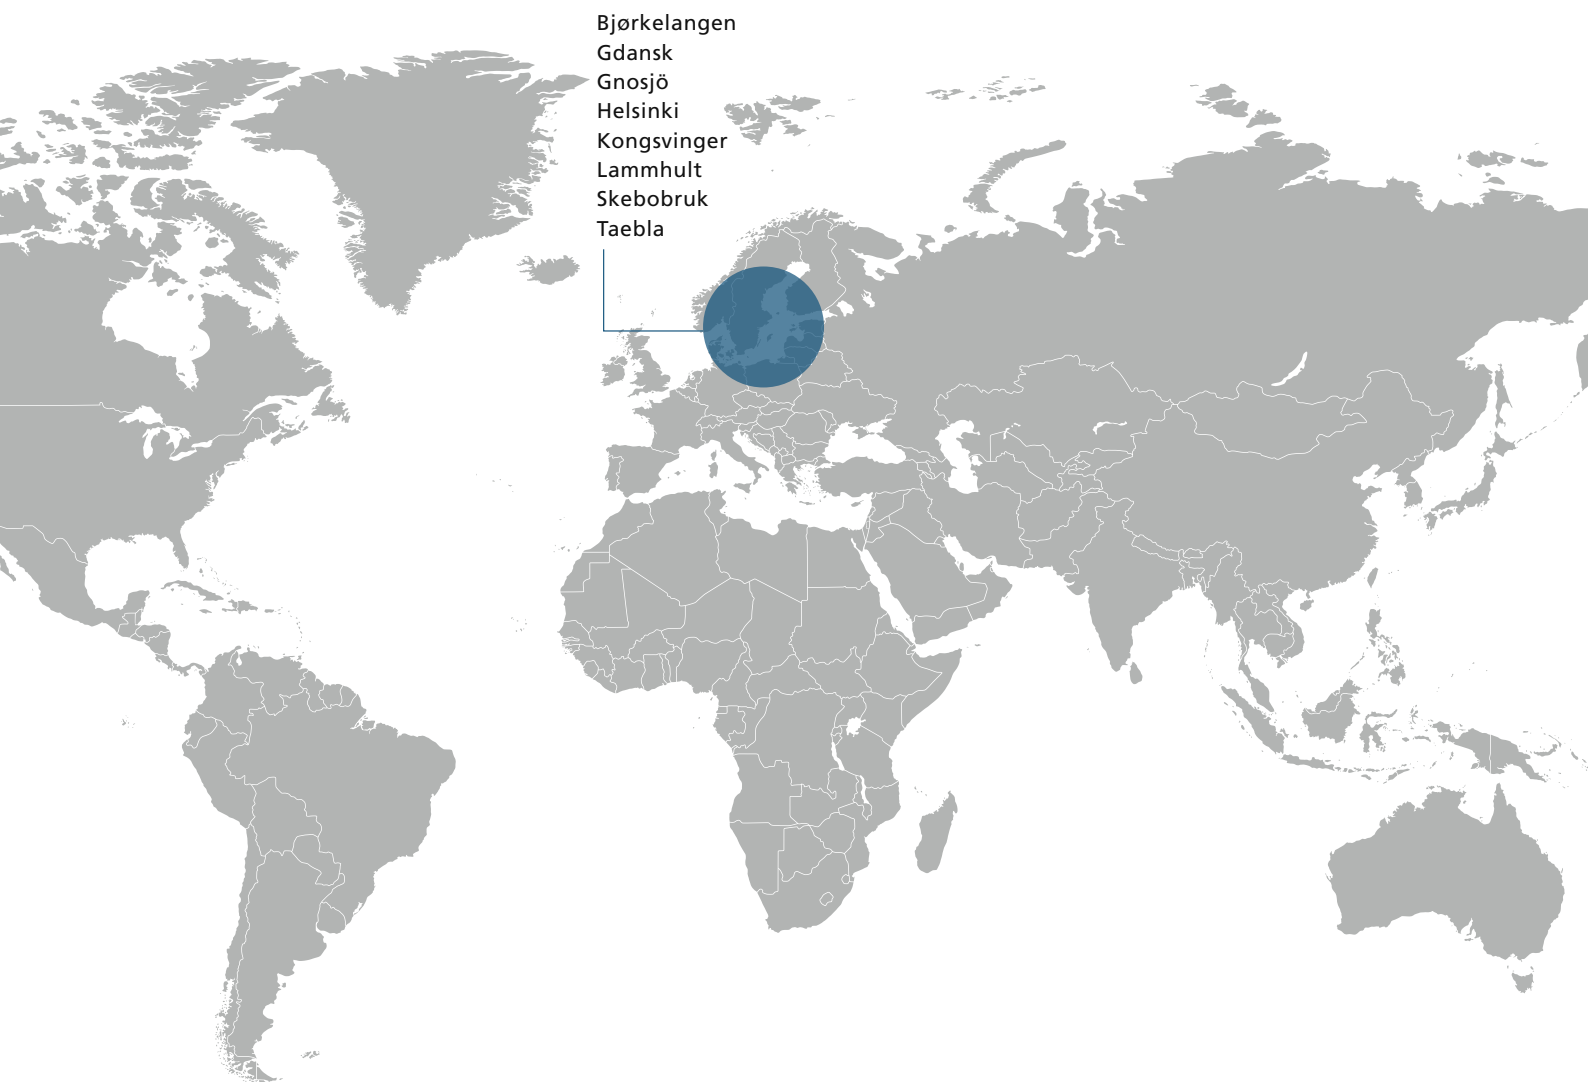 Bjørkelangen
Gdansk
Gnosjö
Helsinki
Kongsvinger
Lammhult
Skebobruk
Taebla